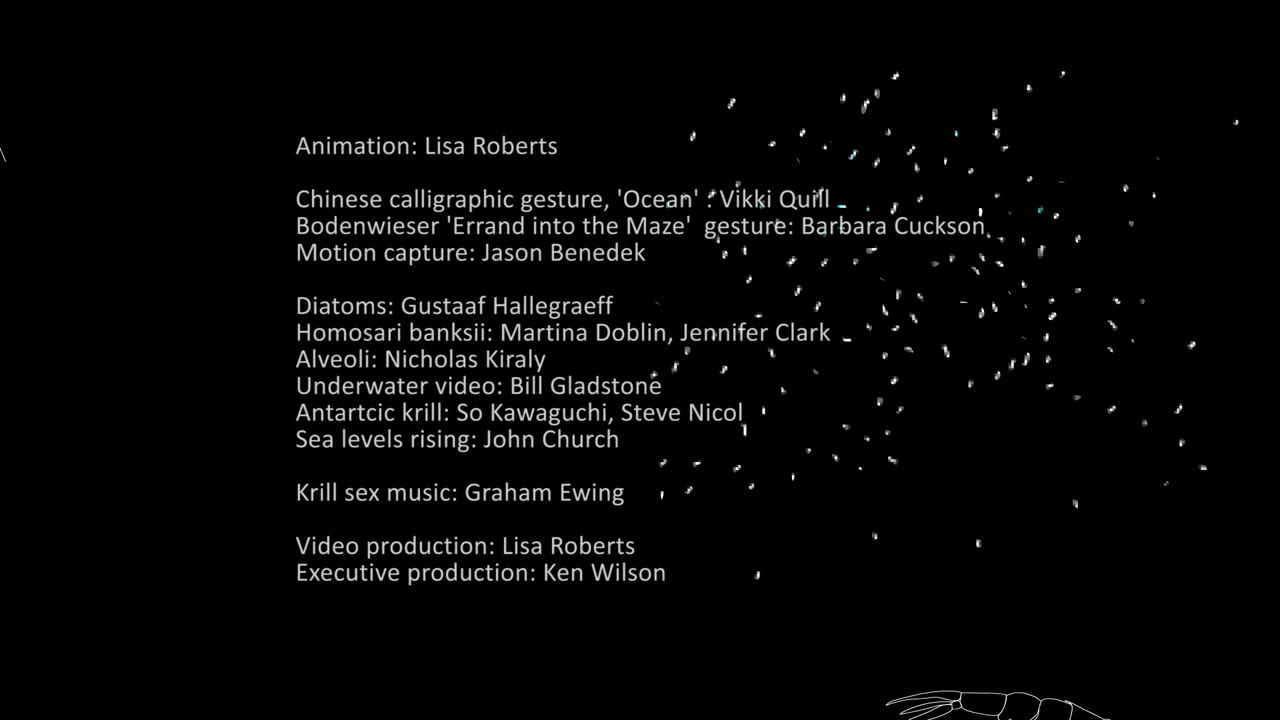 Animation: Lisa Roberts
Chinese calligraphic gesture, 'Ocean' : Vikki Quill
Bodenwieser 'Errand into the Maze'  gesture: Barbara Cuckson
Motion capture: Jason Benedek
Diatoms: Gustaaf Hallegraeff
Homosari banksii: Martina Doblin, Jennifer Clark
Alveoli: Nicholas Kiraly
Underwater video: Bill Gladstone
Antartcic krill: So Kawaguchi, Steve Nicol
Sea levels rising: John Church
Krill sex music: Graham Ewing
Video production: Lisa Roberts
Executive production: Ken Wilson